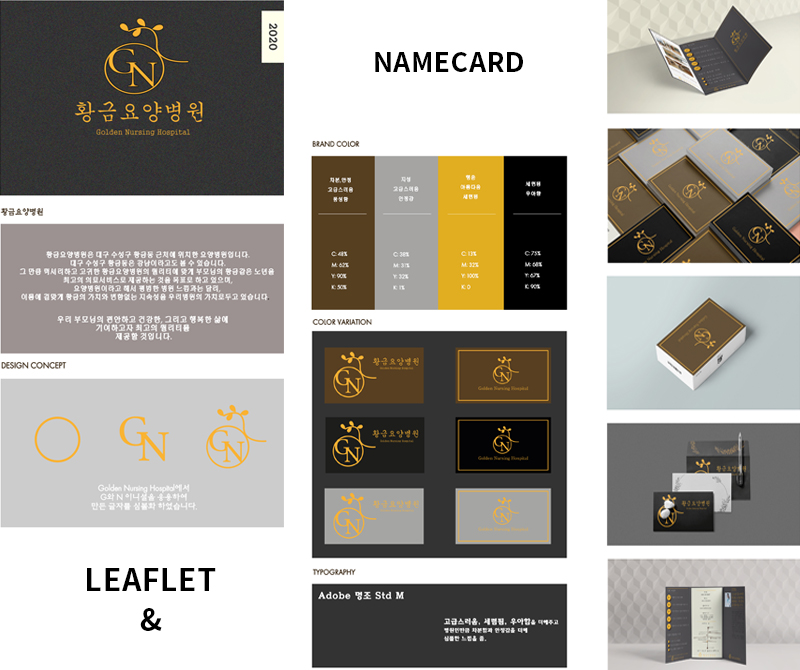 GN
황금요양병원
Golden Nursing Hospital
2020
황금요양병원
황금요양병원은 대구 수성구 황금동 근처에 위치한 요양병원입니다.
대구 수성구 황금동은 강남이라고도 볼 수 있습니다.
그 만큼 럭셔리하고 고귀한 황금요양병원의 퀄리티에 맞게 부모님의 황금같은 노년을
최고의 의료서비스로 제공하는 것을 목표로 하고 있으며,
요양병원이라고 해서 평범한 병원 느낌과는 달리,
이름에 걸맞게 황금의 가치와 변함없는 지속성을 우리병원의 가치로두고 있습니다.
우리 부모님의 편안하고 건강한, 그리고 행복한 삶에
기여하고자 최고의 퀄리티를
제공할 것입니다.
DESIGN CONCEPT
GN
GN
Golden Nursing Hospital에서
G와 N 이니셜을 응용하여
만든 글자를 심볼화 하였습니다.
LEAFLET
&
NAMECARD
BRAND COLOR
차분,안정
고급스러움
풍성함
C: 48%
M: 62%
Y: 90%
K: 50%
지성
고급스러움
안정감
C: 38%
M: 31%
Y: 32%
K: 1%
행운
아름다움
세련됨
C: 13%
M: 32%
Y: 100%
K: 0
세련됨
우아함
C: 75%
M: 68%
Y: 67%
K: 90%
COLOR VARIATION
GN
황금요양병원
GN
Golden Nursing Hospital
GN
황금요양병원
GN
Golden Nursing Hospital
GN
황금요양병원
GN
Golden Nursing Hospital
TYPOGRAPHY
Adobe 명조 Std M
고급스러움, 세련됨, 우아함을 더해주고
병원인만큼 차분함과 안정감을 더해
심플한 느낌을 줌.